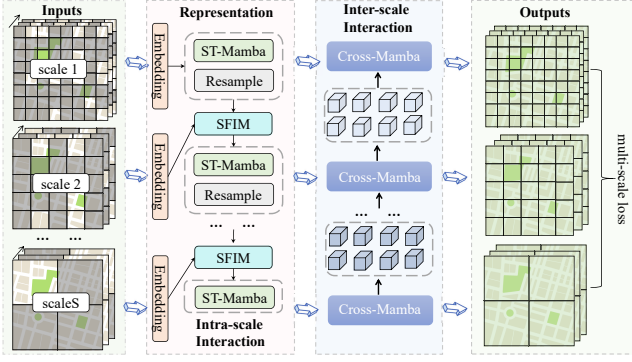 Inputs
Representation
Inter-scale
Interaction
Outputs
scale 1
Embedding
ST-Mamba
Resample
Cross-Mamba
SFIM
scale 2
Embedding
ST-Mamba
Resample
Cross-Mamba
multi-scale loss
... ...
... ...
... ...
SFIM
scaleS
Embedding
ST-Mamba
Cross-Mamba
Intra-scale
Interaction